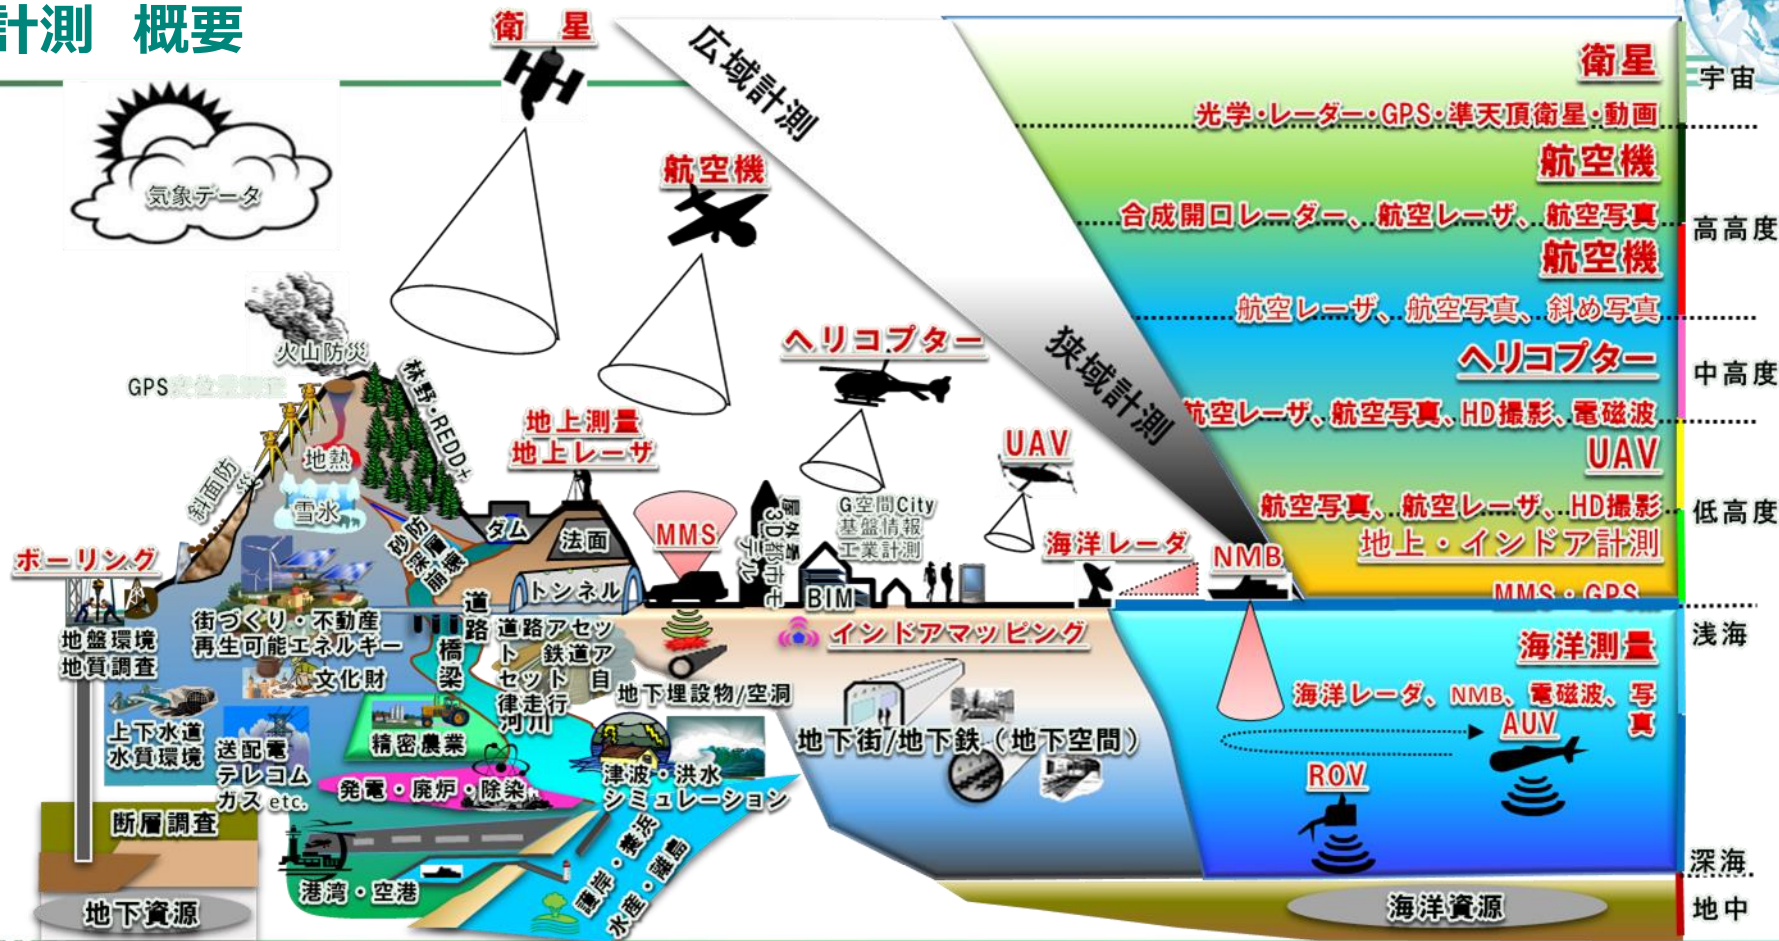 計測 概要
衛 星
広域計測
衛星
宇宙
光学・レーダー・GPS・準天頂衛星・動画
航空機
航空機
気象データ
合成開口レーダー、航空レーザ、航空写真
高高度
航空機
航空レーザ、航空写真、斜め写真
火山防災
ヘリコプター
狭域計測
ヘリコプター
中高度
GPS変位量調査
林野・REDD+
航空レーザ、航空写真、HD撮影、電磁波
地上測量
地上レーザ
UAV
UAV
地熱
斜面防災
雪氷
航空写真、航空レーザ、HD撮影
低高度
ダム
法面
MMS
G空間City
基盤情報
工業計測
海洋レーダ
NMB
地上・インドア計測
ボーリング
トンネル
BIM
MMS・GPS
地盤環境
地質調査
街づくり・不動産
再生可能エネルギー
道路
橋梁
道路アセッ
ト 鉄道ア
セット 自
律走行
河川
インドアマッピング
浅海
海洋測量
文化財
地下埋設物/空洞
海洋レーダ、NMB、電磁波、写
真
上下水道
水質環境
送配電
テレコム
ガス etc.
精密農業
地下街/地下鉄（地下空間）
AUV
ROV
発電・廃炉・除染
津波・洪水
シミュレーション
断層調査
護岸・養浜
水産・離島
深海
港湾・空港
地下資源
海洋資源
地中